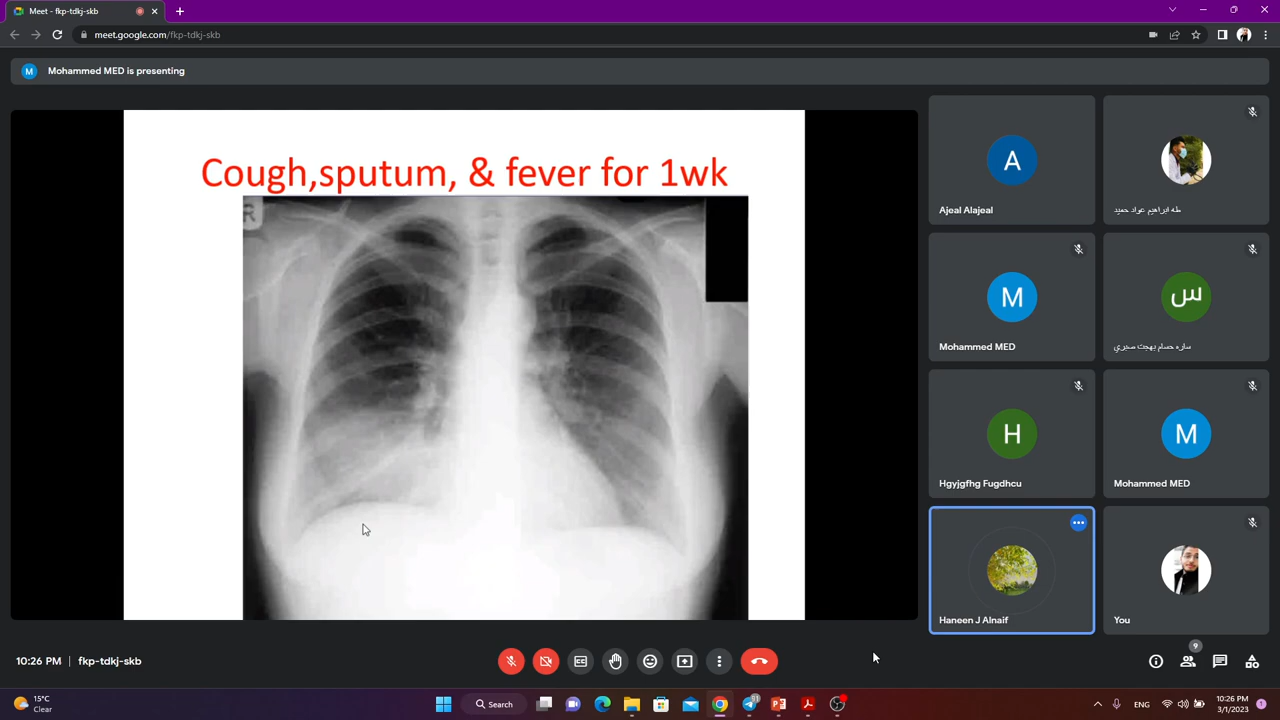 Meet - fkp-tdkj-skb
meet.google.com/fkp-tdkj-skb
M
Mohammed MED is presenting
Cough,sputum, & fever for 1wk
R
A
Ajeal Alajeal
طه ابراهيم عواد حميد
M
Mohammed MED
س
ساره حسام بهجت صبري
H
Hgyjgfhg Fugdhcu
M
Mohammed MED
Haneen J Alnaif
You
10:26 PM | fkp-tdkj-skb
CC
9
15°C
Clear
Search
ENG
10:26 PM
3/1/2023